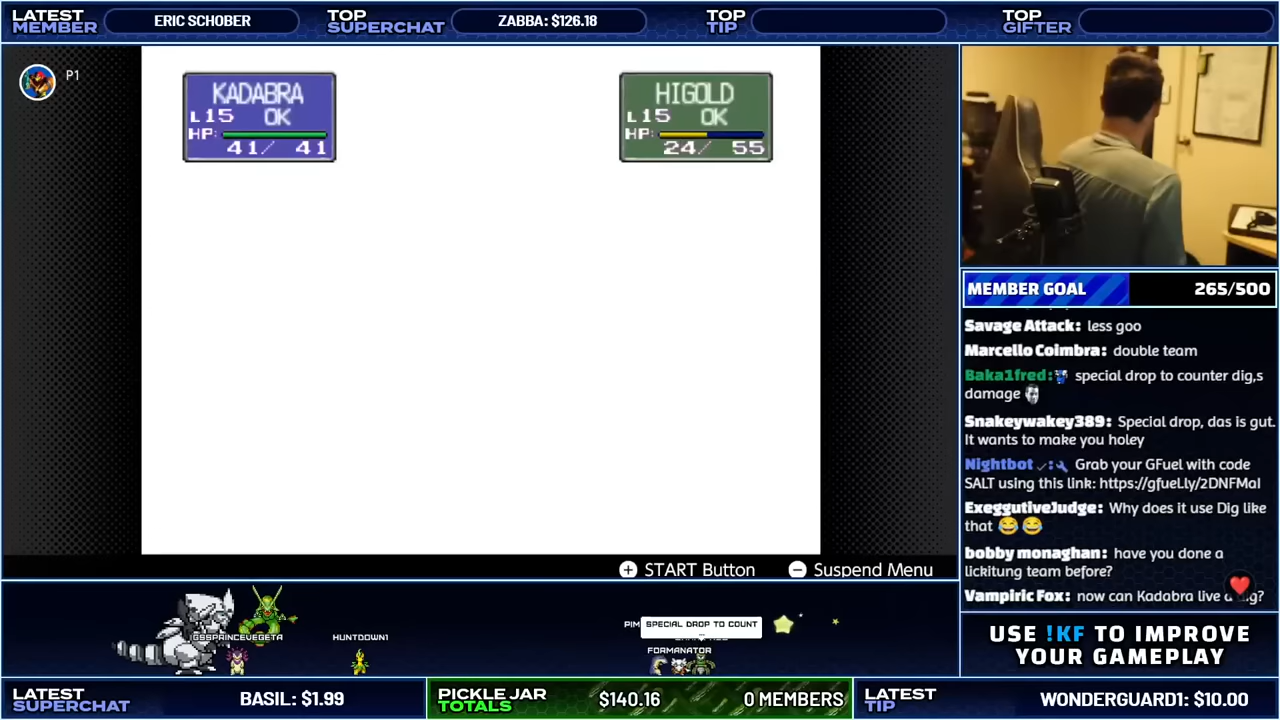 LATEST
MEMBER
ERIC SCHOBER
TOP
SUPERCHAT
ZABBA: $126.18
TOP
TIP
TOP
GIFTER
P1
KADABRA
L15 OK
HP:
41/ 41
HIGOLD
L15 OK
HP:
24/ 55
START Button
Suspend Menu
MEMBER GOAL 265/500
Savage Attack: less goo
Marcello Coimbra: double team
Baka1fred: special drop to counter dig,s
damage
Snakeywakey389: Special drop, das is gut.
It wants to make you holey
Nightbot: Grab your GFuel with code
SALT using this link: https://gfuel.ly/2DNFMaI
ExeggutiveJudge: Why does it use Dig like
that
bobby monaghan: have you done a
lickitung team before?
Vampiric Fox: now can Kadabra live a dig?
USE !KF TO IMPROVE
YOUR GAMEPLAY
GSSPRINCEVEGETA
HUNTDOWN1
PIM
SPECIAL DROP TO COUNT
...
FORMANATOR
LATEST
SUPERCHAT
BASIL: $1.99
PICKLE JAR
TOTALS
$140.16
0 MEMBERS
LATEST
TIP
WONDERGUARD1: $10.00